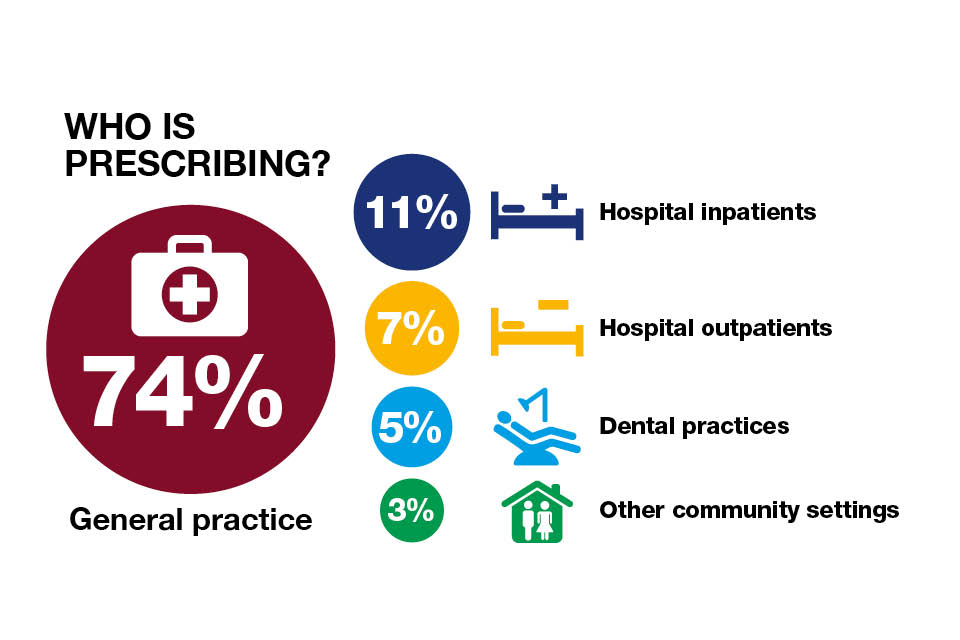 WHO IS
PRESCRIBING?
74%
General practice
11%
Hospital inpatients
7%
Hospital outpatients
5%
Dental practices
3%
Other community settings